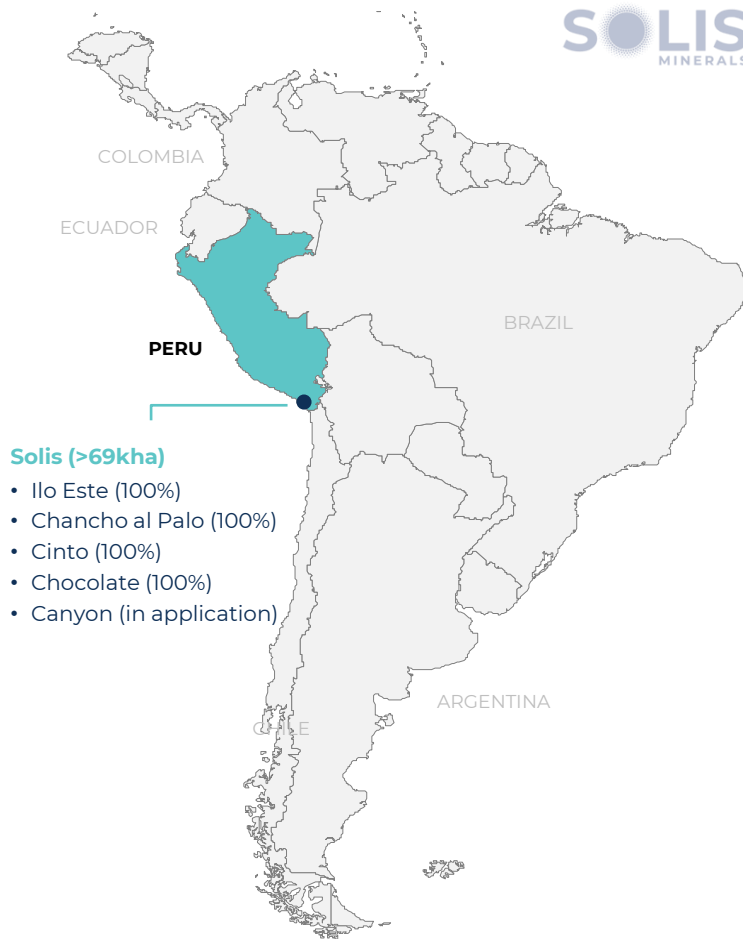 SOLIS
MINERALS
COLOMBIA
ECUADOR
BRAZIL
PERU
Solis (>69kha)
• Ilo Este (100%)
• Chancho al Palo (100%)
• Cinto (100%)
• Chocolate (100%)
• Canyon (in application)
ARGENTINA
CHILE